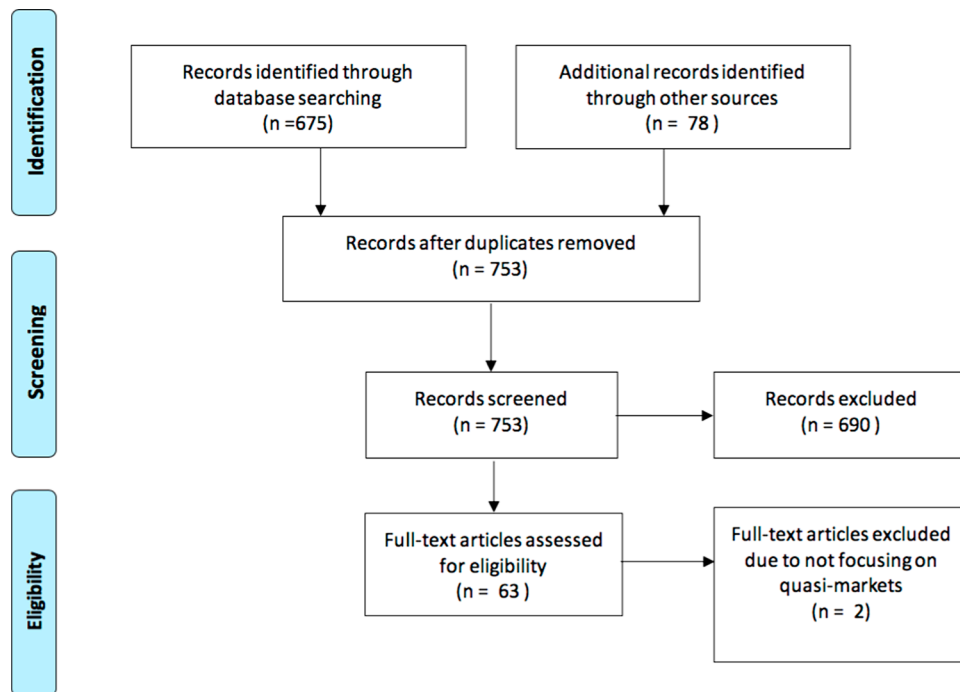 Identification
Records identified through
database searching
(n =675)
Additional records identified
through other sources
(n =  78 )
Screening
Records after duplicates removed
(n = 753)
Records screened
(n = 753)
Records excluded
(n = 690 )
Eligibility
Full-text articles assessed
for eligibility
(n =  63 )
Full-text articles excluded
due to not focusing on
quasi-markets
(n =  2)